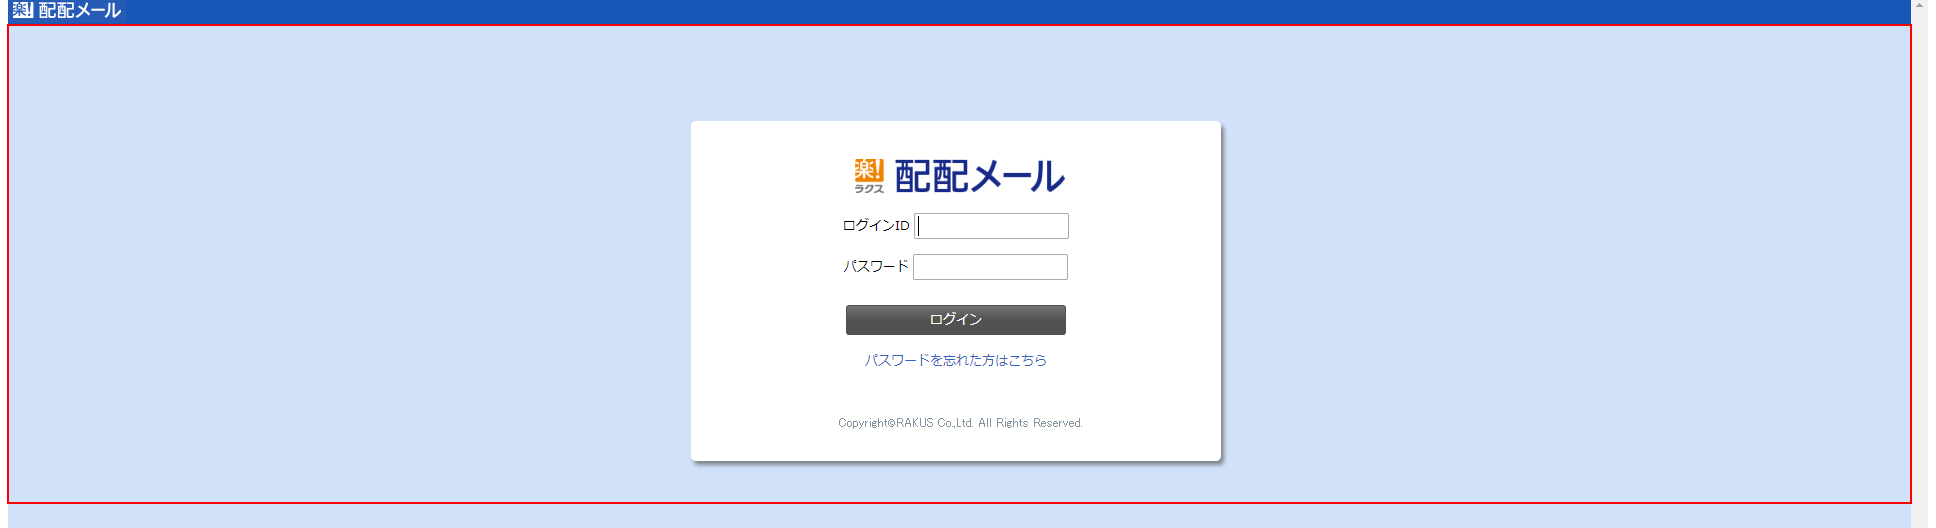 楽! 配配メール
楽! ラクス 配配メール
ログインID
パスワード
ログイン
パスワードを忘れた方はこちら
Copyright©RAKUS Co.,Ltd. All Rights Reserved.